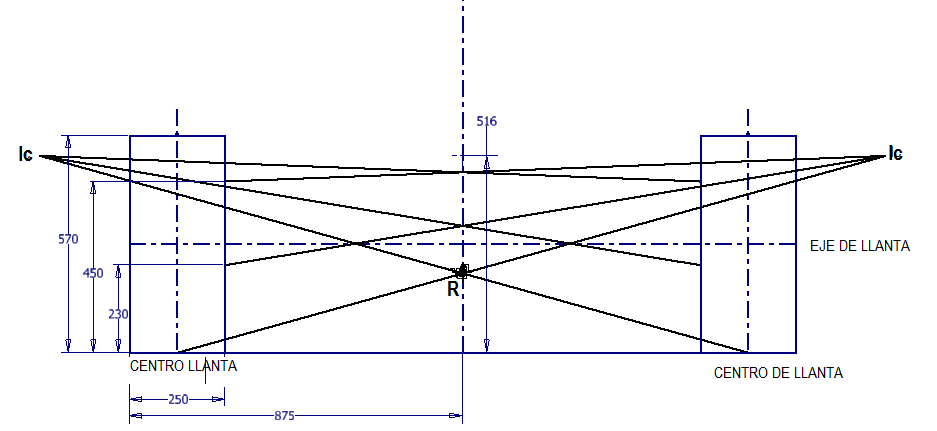 516
Ic
Ic
570
EJE DE LLANTA
450
R
230
CENTRO LLANTA
CENTRO DE LLANTA
250
875